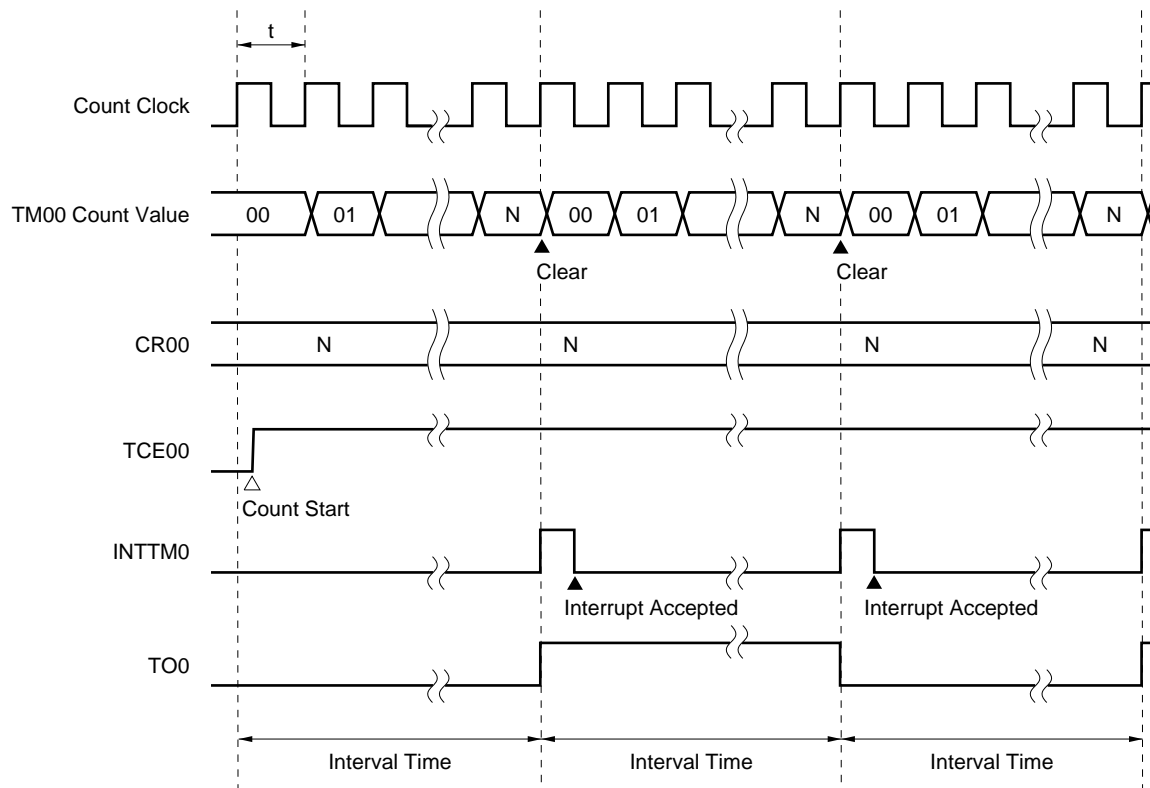 t
Count Clock
TM00 Count Value 00 01 N 00 01 N 00 01 N
Clear Clear
CR00 N N N N
TCE00
Count Start
INTTM0
Interrupt Accepted Interrupt Accepted
TO0
Interval Time Interval Time Interval Time